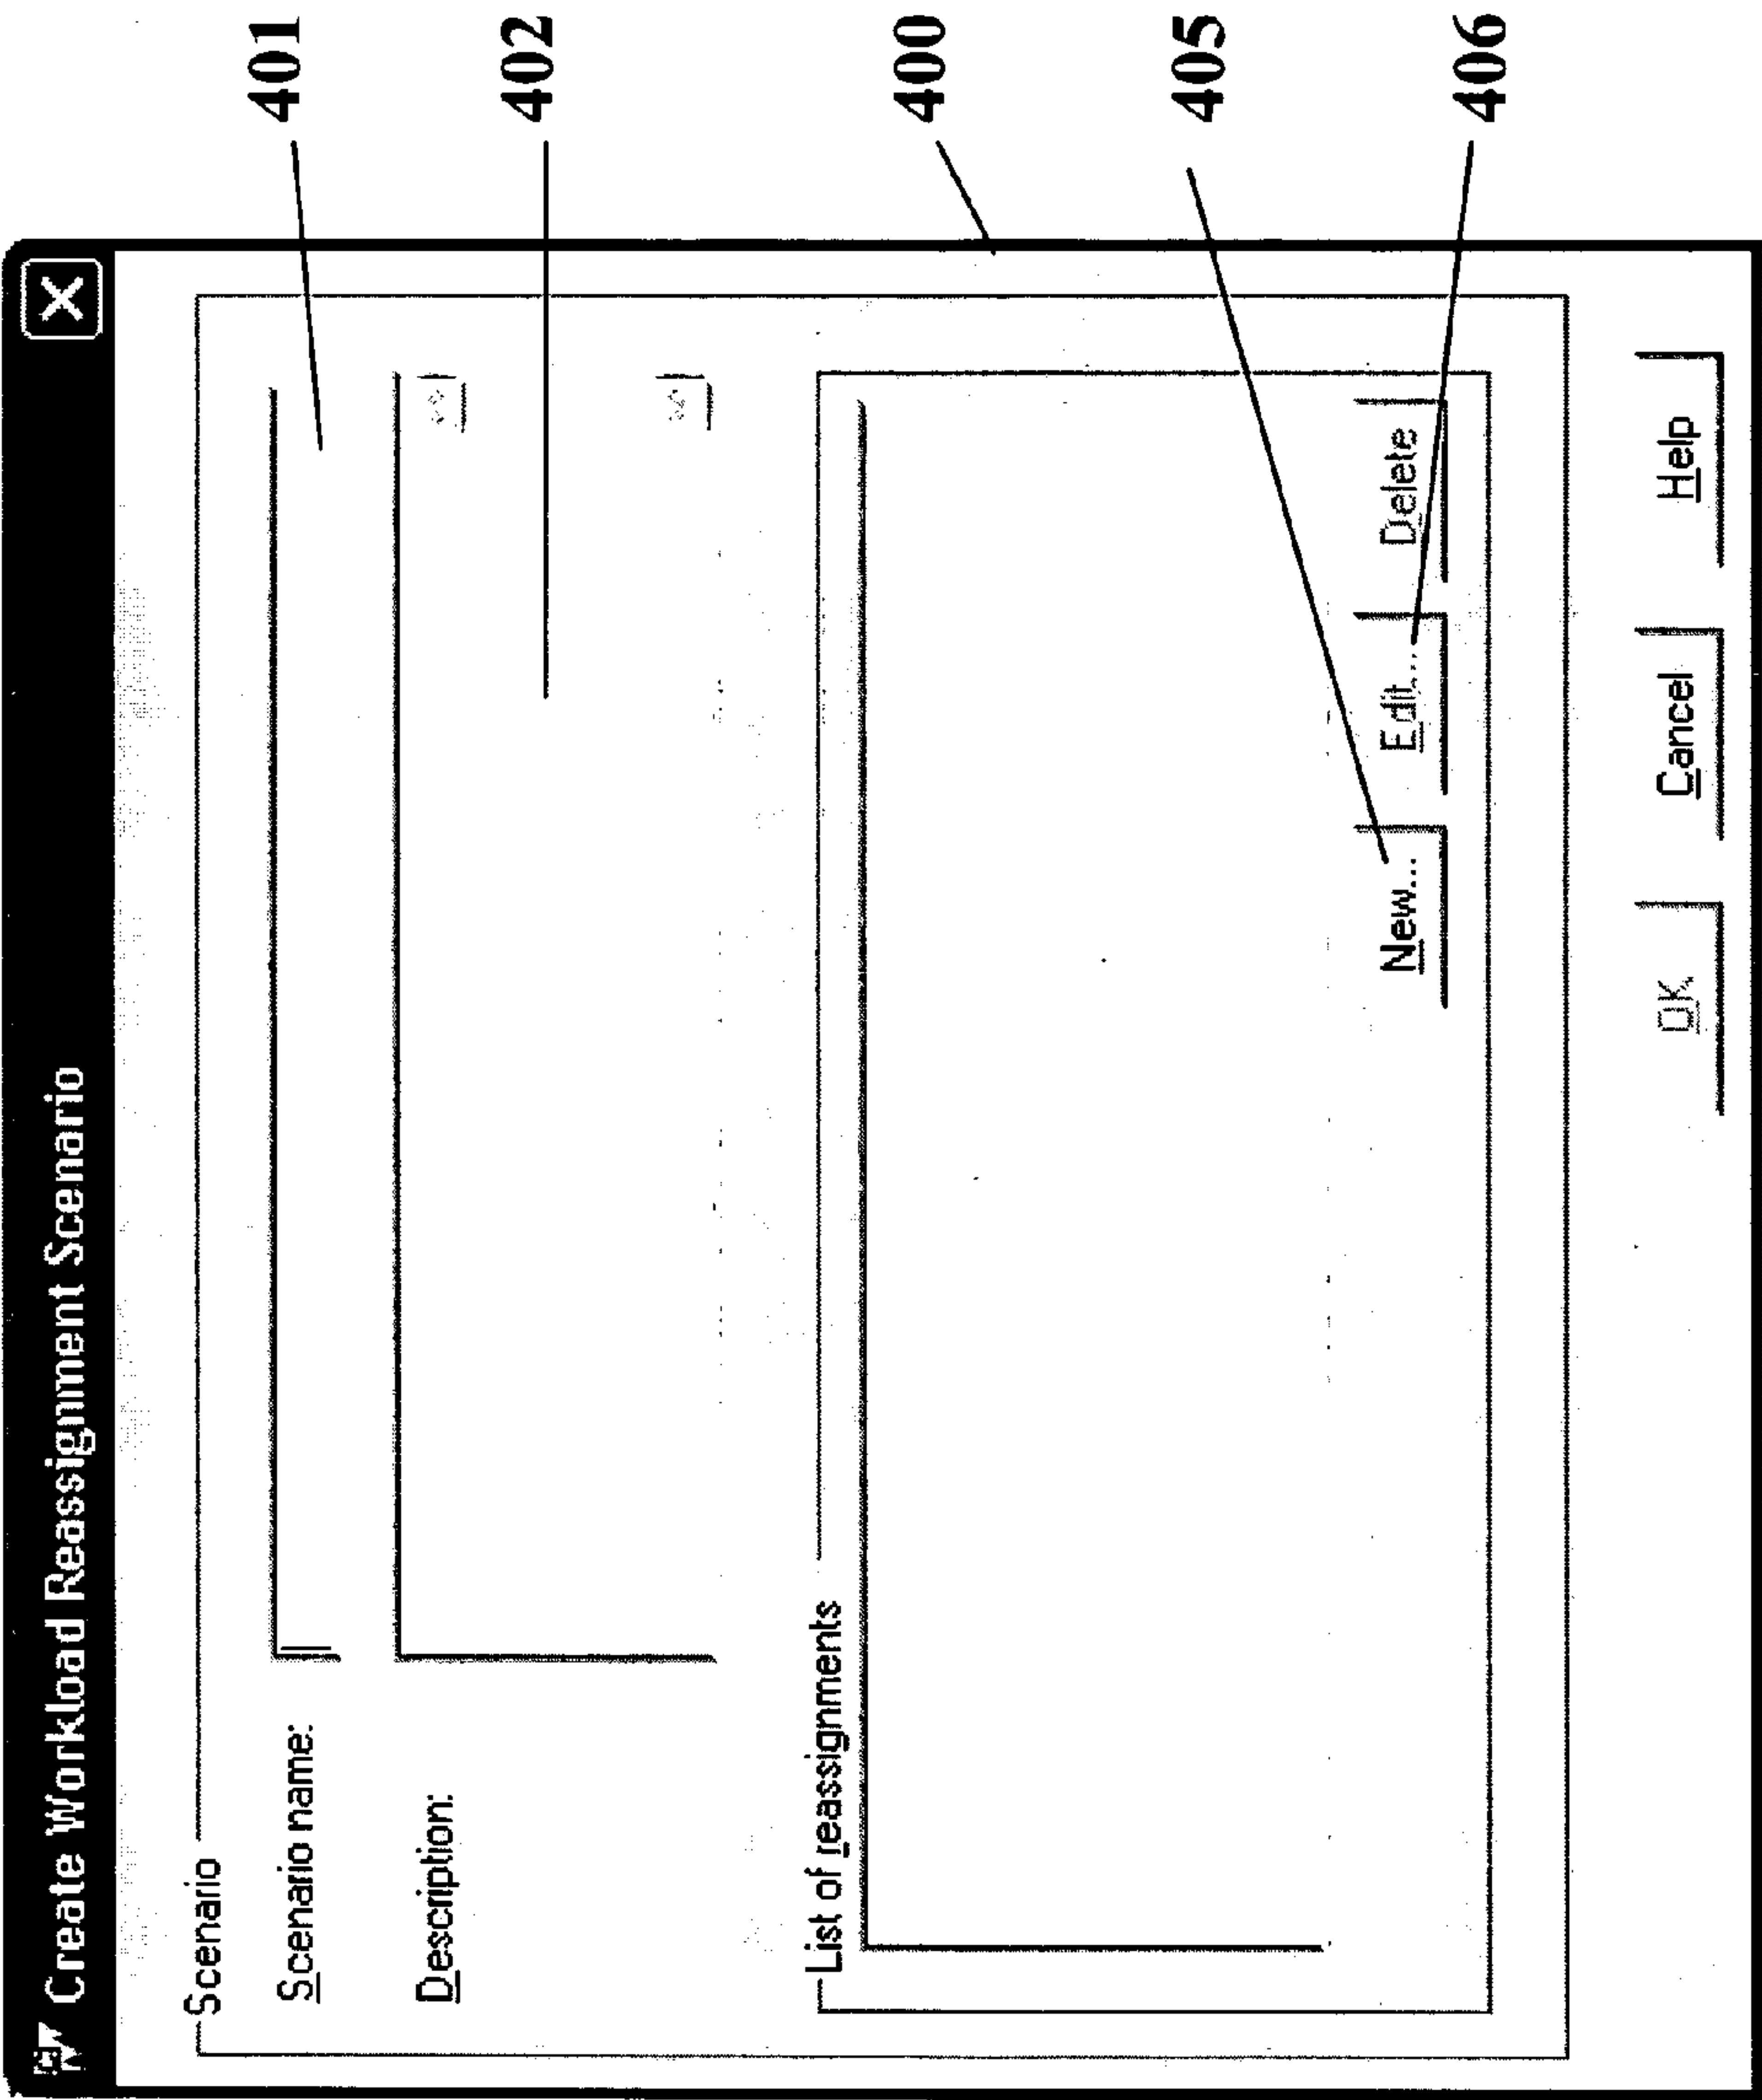 Create Workload Reassignment Scenario
Scenario
Scenario name:
401
Description:
402
List of reassignments
400
New... Edit... Delete
405
406
OK Cancel Help